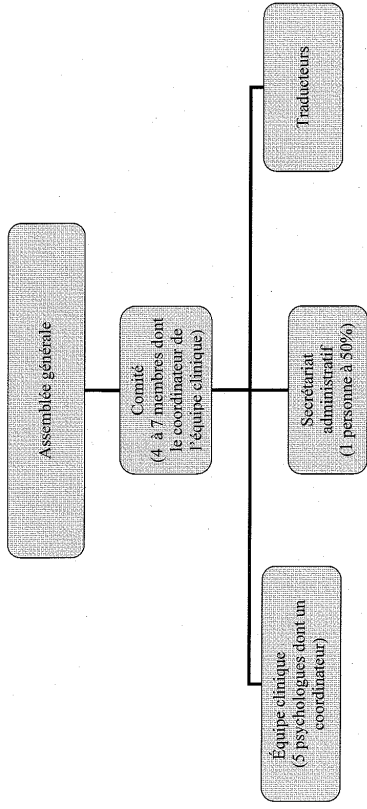 Assemblée générale
Comité
(4 à 7 membres dont
le coordinateur de
l'équipe clinique)
Équipe clinique
(5 psychologues dont un
coordinateur)
Secrétariat
administratif
(1 personne à 50%)
Traducteurs